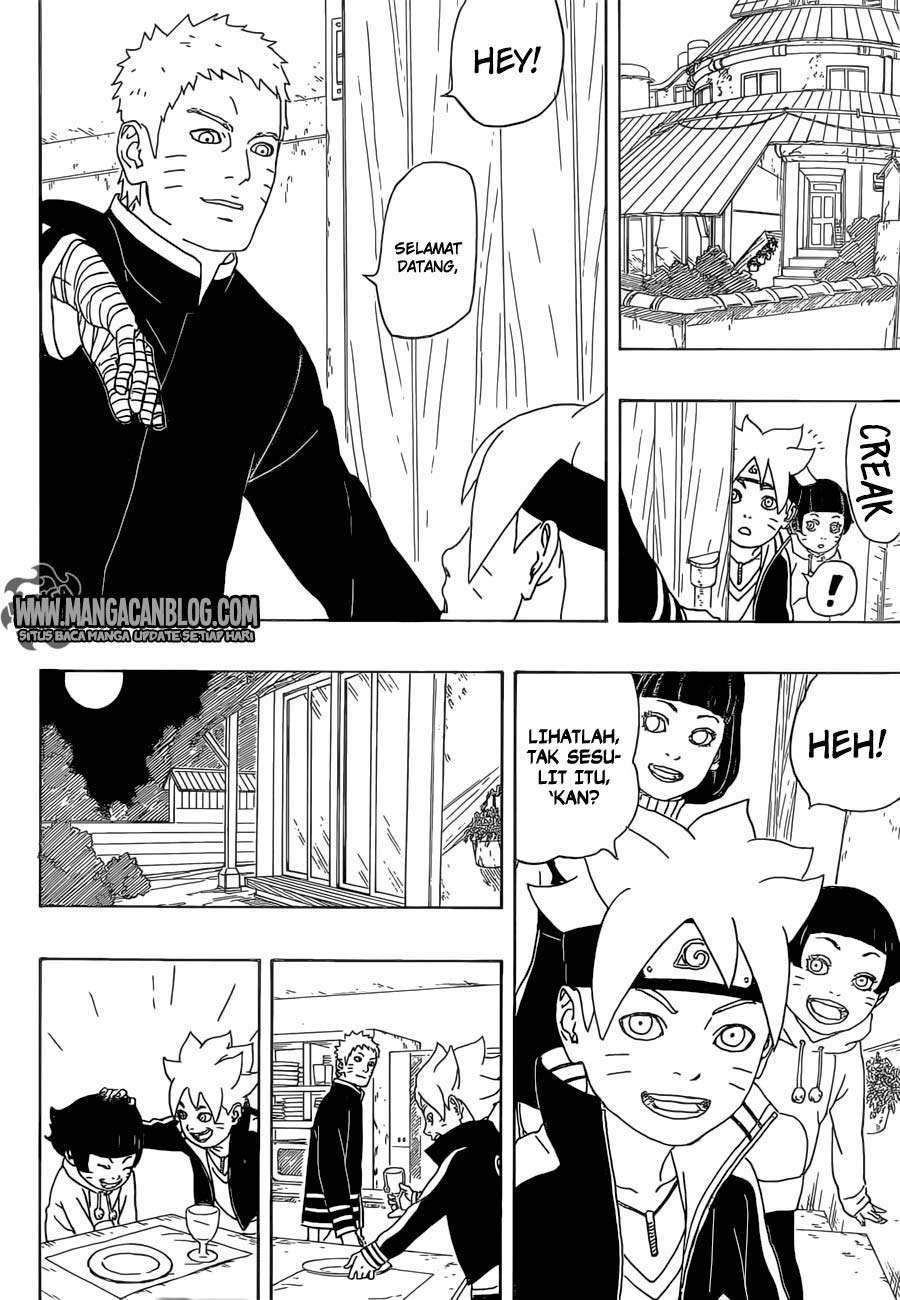 CREAK
!
HEY!
SELAMAT
DATANG,
WWW.MANGACANBLOG.COM
SITUS BACA MANGA UPDATE SETIAP HARI
HEH!
LIHATLAH,
TAK SESU-
LIT ITU,
'KAN?